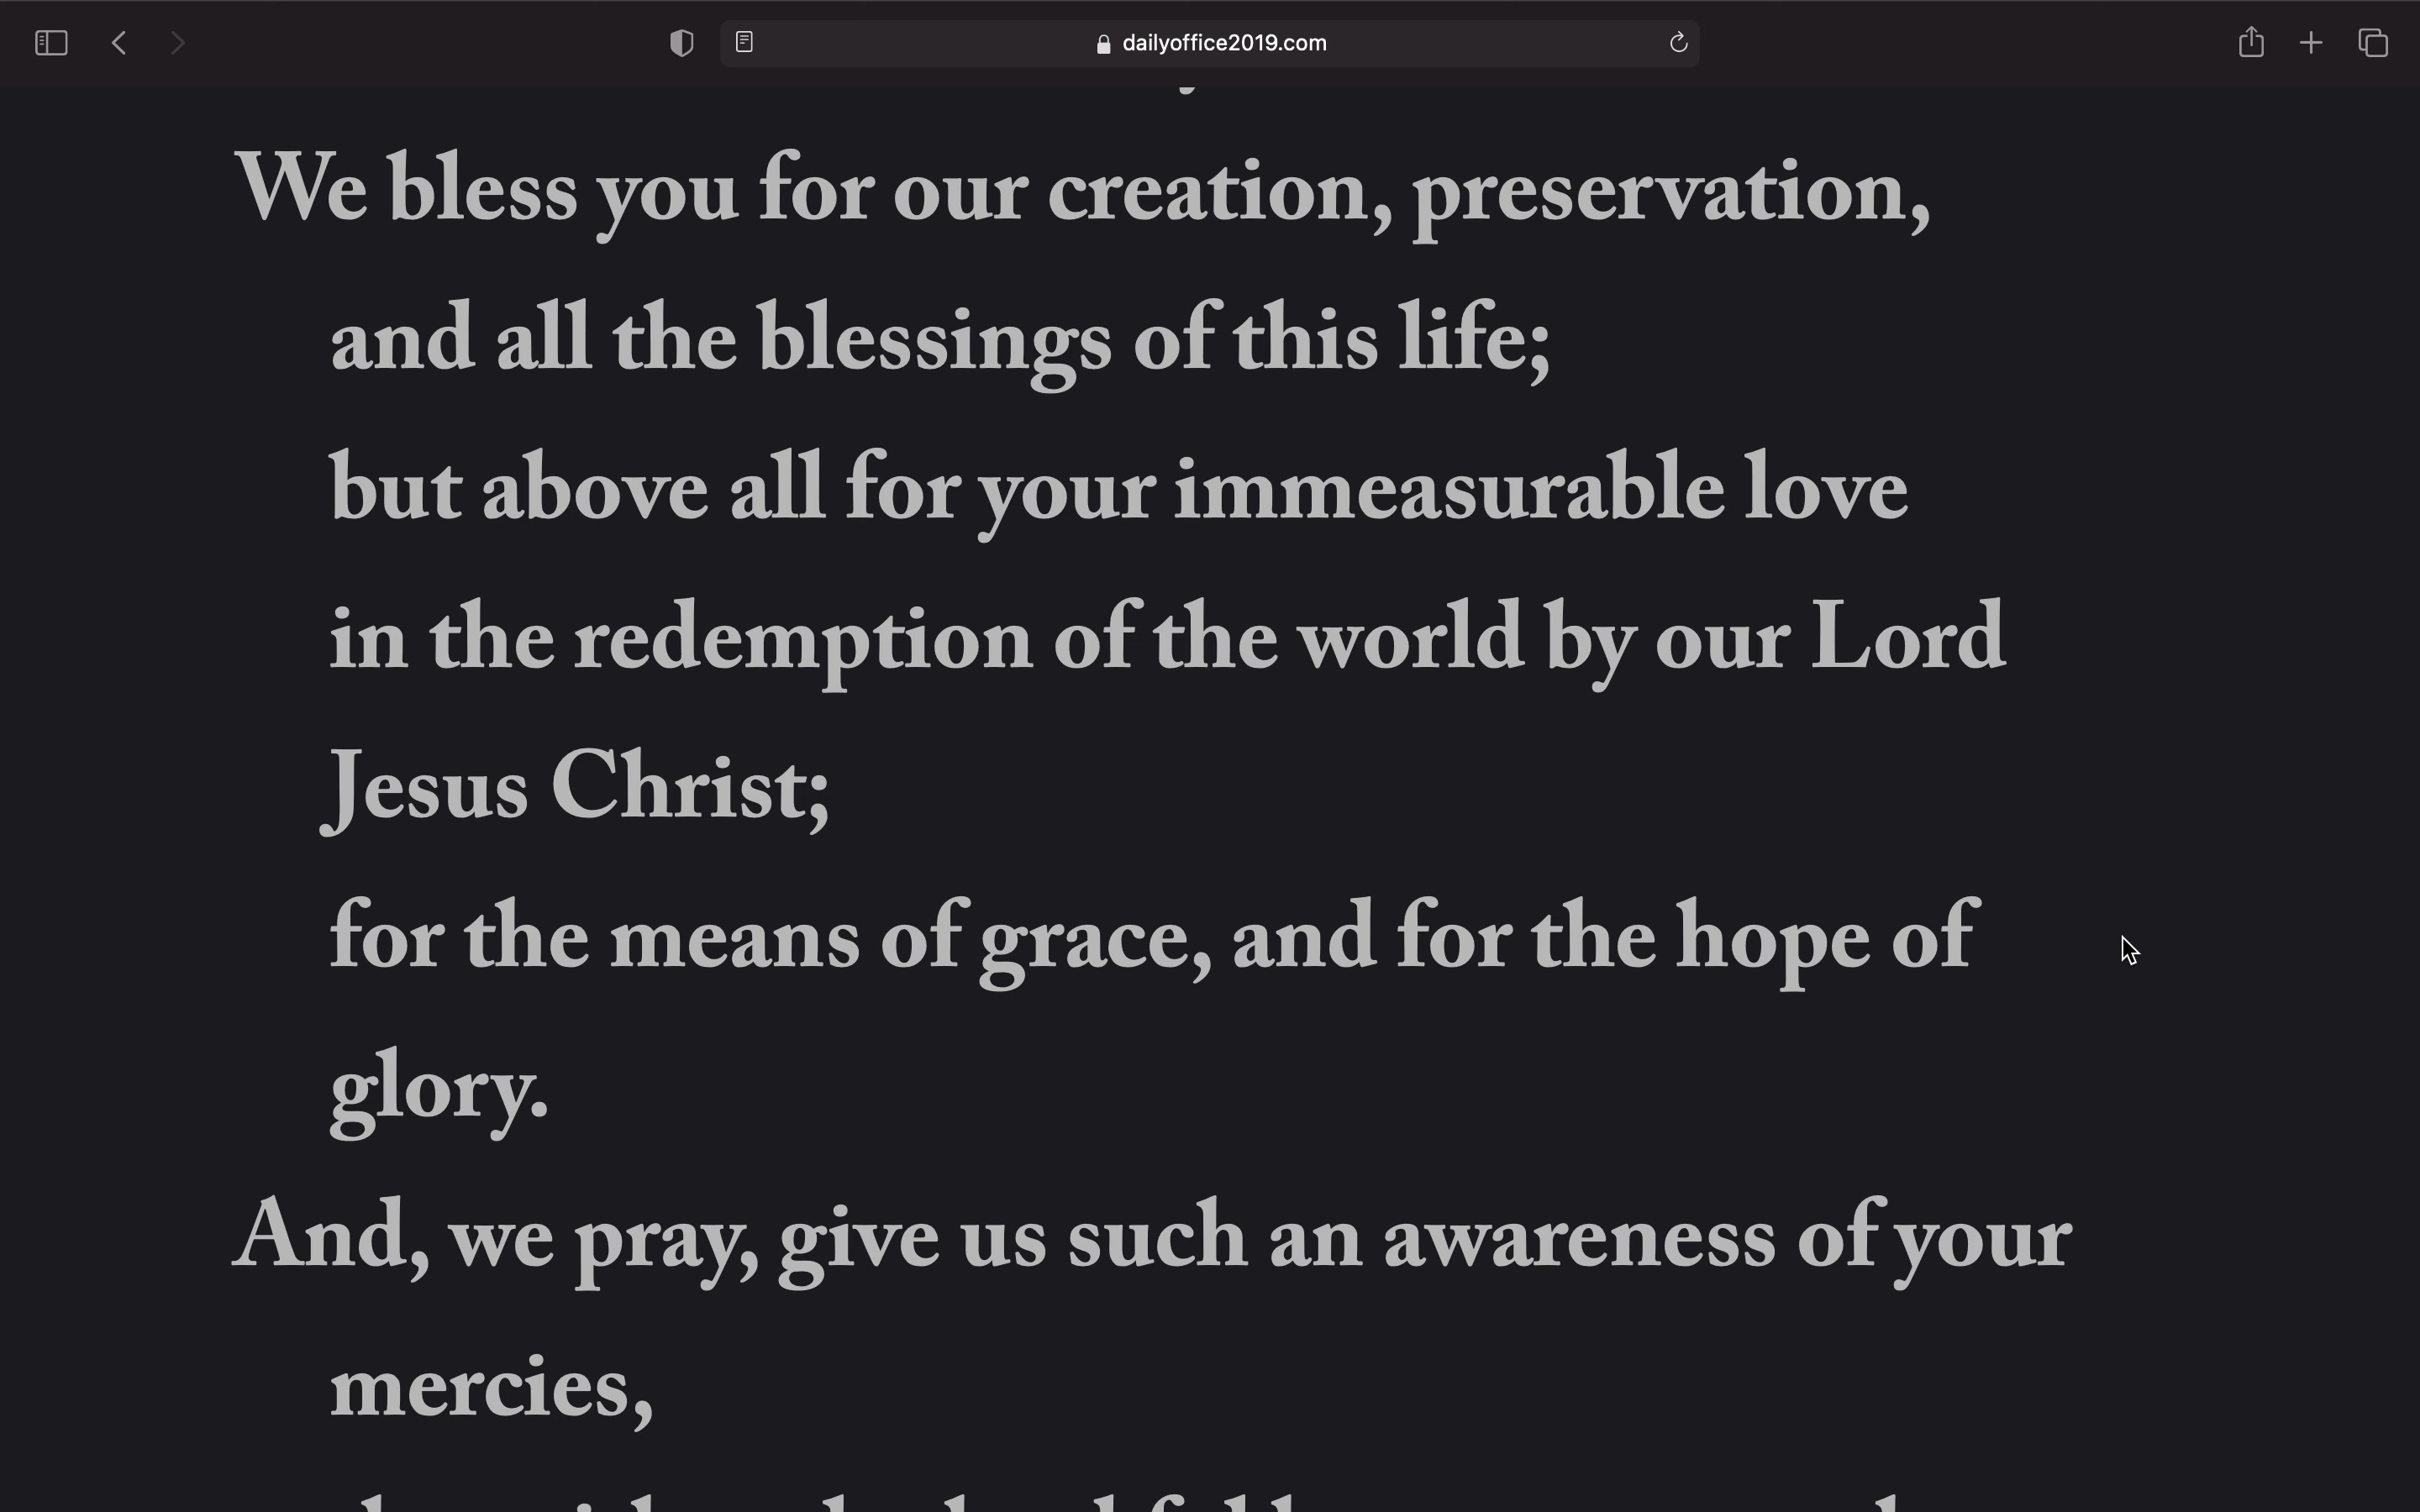 dailyoffice2019.com
We bless you for our creation, preservation,
and all the blessings of this life;
but above all for your immeasurable love
in the redemption of the world by our Lord
Jesus Christ;
for the means of grace, and for the hope of
glory.
And, we pray, give us such an awareness of your
mercies,